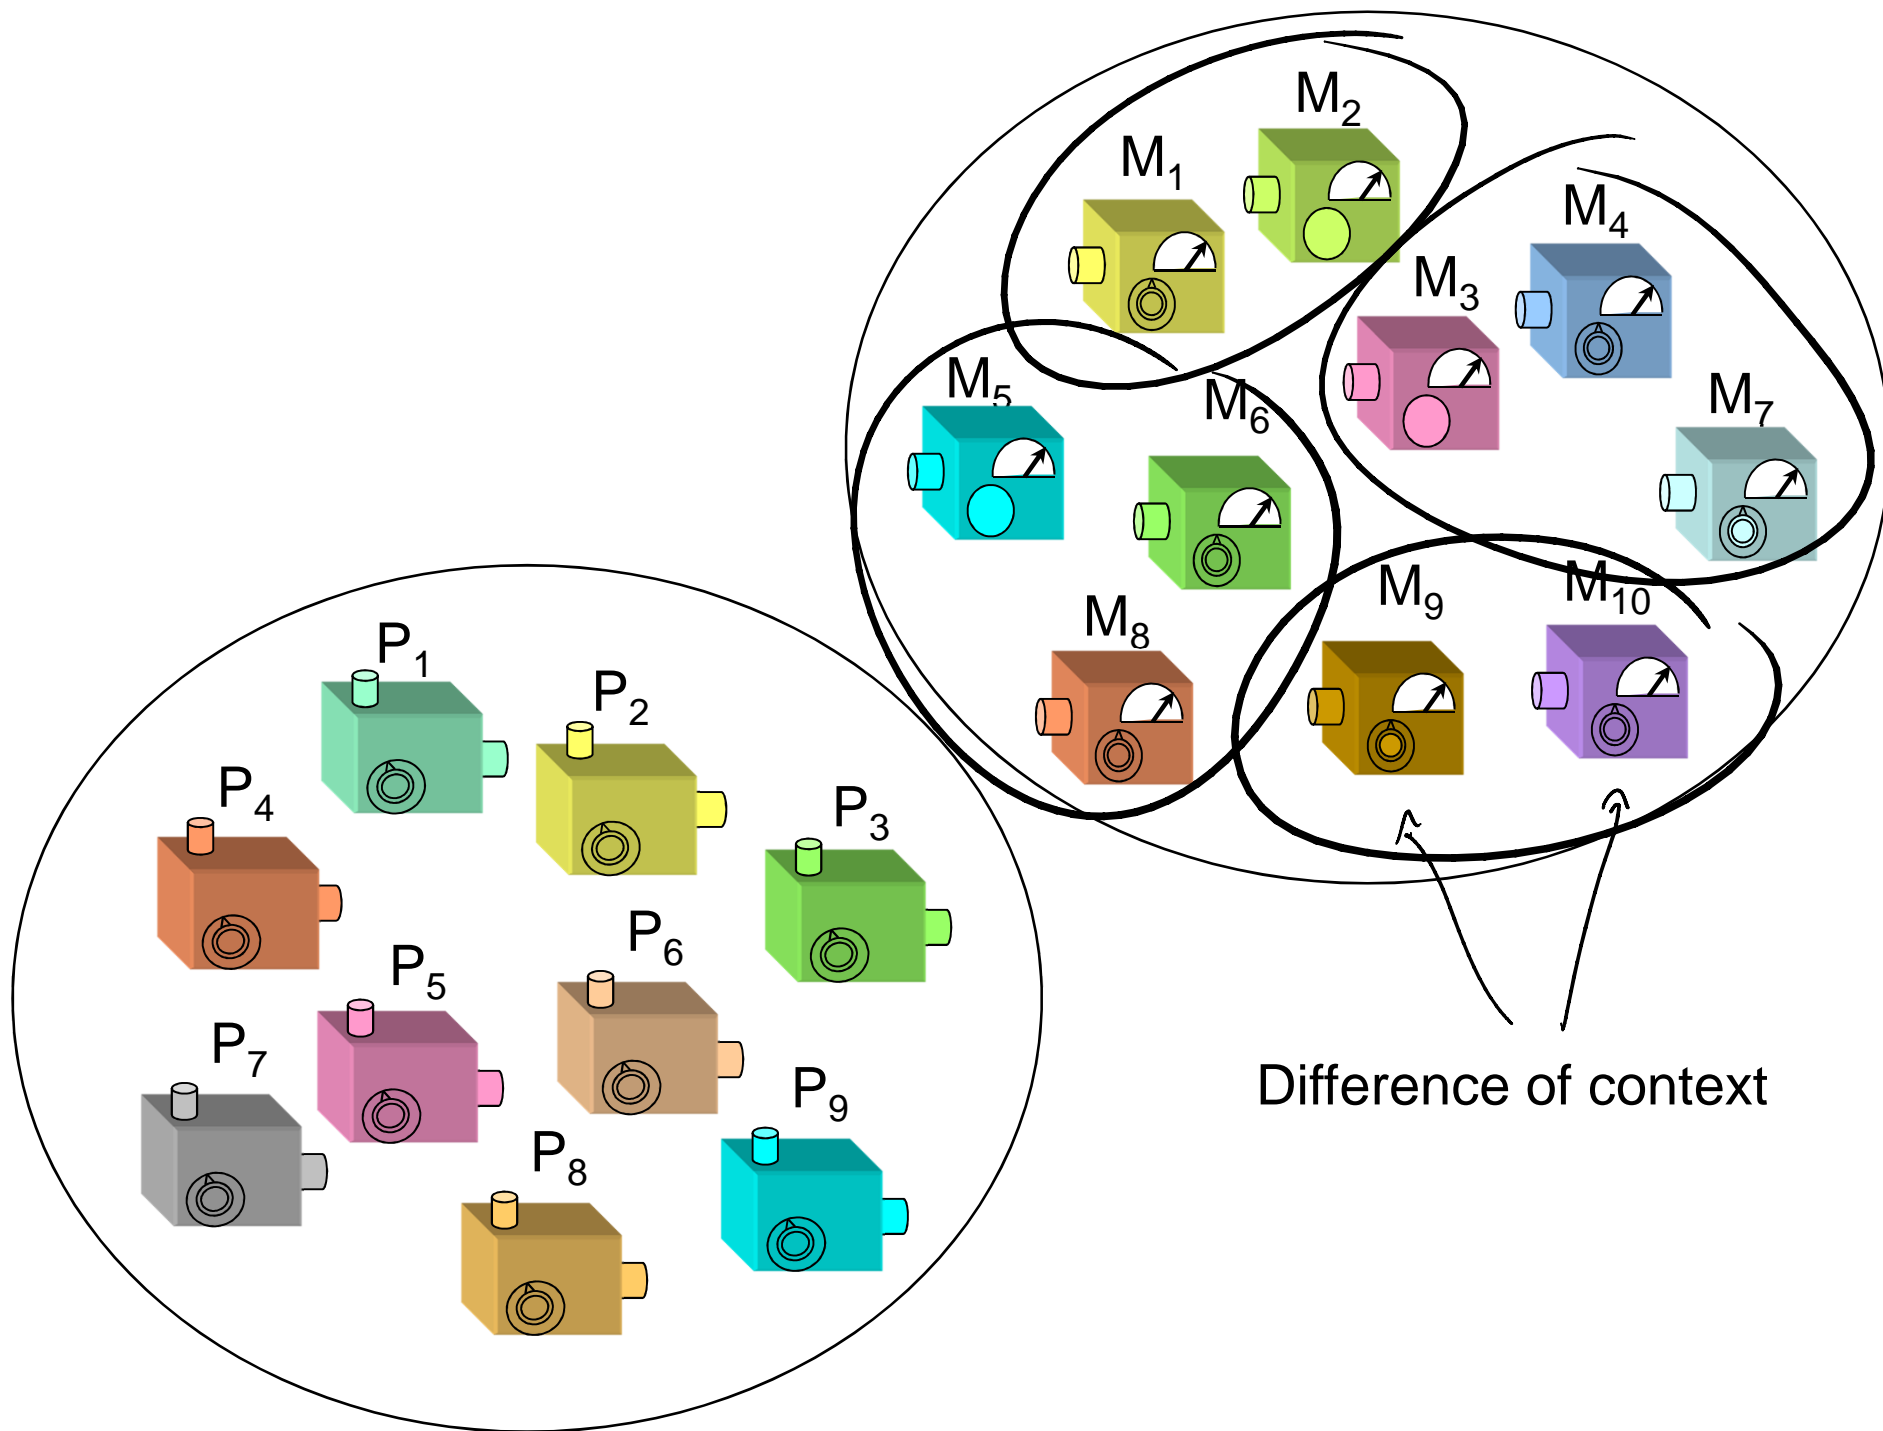 M₂
M₁
M₄
M₃
M₅
M₆
M₇
M₉
M₁₀
M₈
P₁
P₂
P₄
P₃
P₆
P₅
P₇
P₉
P₈
Difference of context